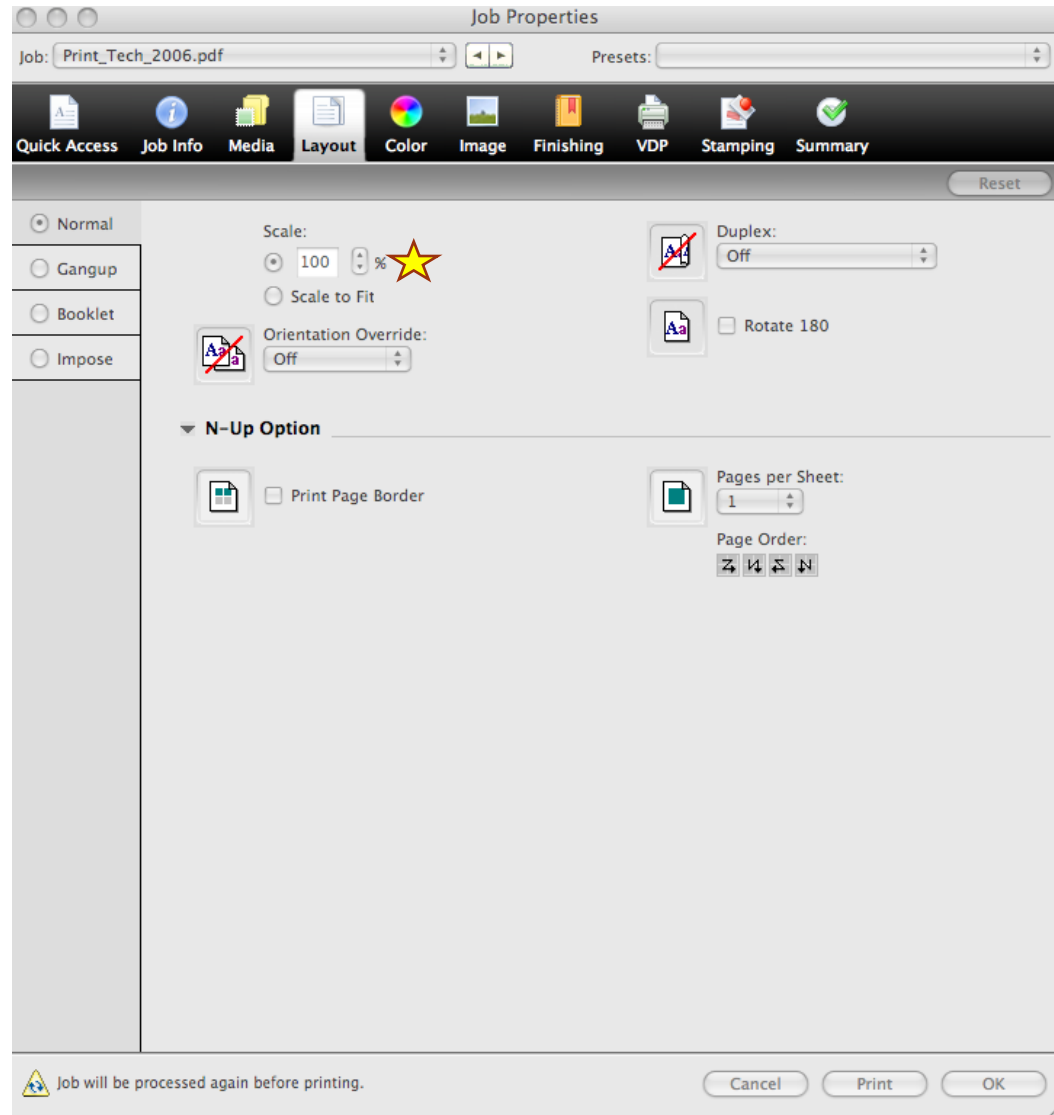 Job Properties
Job: Print_Tech_2006.pdf Presets:
Quick Access Job Info Media Layout Color Image Finishing VDP Stamping Summary
Reset
Normal
Gangup
Booklet
Impose
Scale:
100 %
Scale to Fit
Orientation Override:
Off
Duplex:
Off
Rotate 180
N-Up Option
Print Page Border
Pages per Sheet:
1
Page Order:
Job will be processed again before printing.
Cancel Print OK